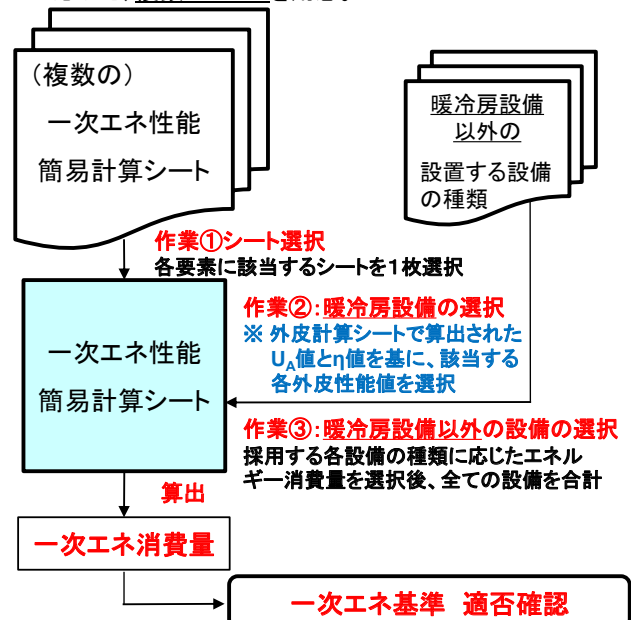 (複数の)
一次エネ性能
簡易計算シート
暖冷房設備
以外の
設置する設備
の種類
作業①シート選択
各要素に該当するシートを1枚選択
作業②:暖冷房設備の選択
※ 外皮計算シートで算出された
UA値とη値を基に、該当する
各外皮性能値を選択
一次エネ性能
簡易計算シート
作業③:暖冷房設備以外の設備の選択
採用する各設備の種類に応じたエネル
ギー消費量を選択後、全ての設備を合計
算出
一次エネ消費量
一次エネ基準 適否確認